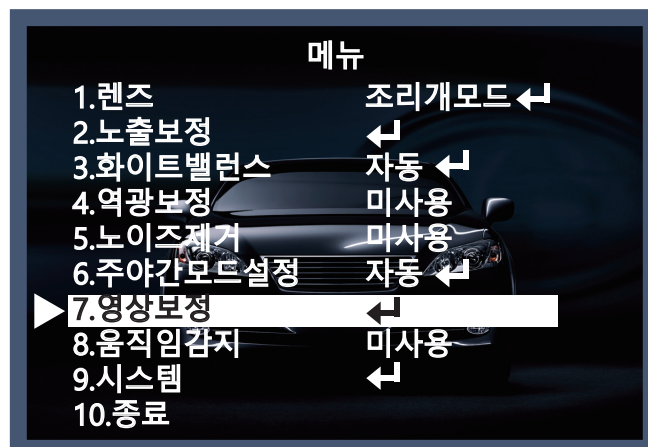 메뉴
1.렌즈 조리개모드 ↵
2.노출보정 ↵
3.화이트밸런스 자동 ↵
4.역광보정 미사용
5.노이즈제거 미사용
6.주야간모드설정 자동 ↵
7.영상보정 ↵
8.움직임감지 미사용
9.시스템 ↵
10.종료